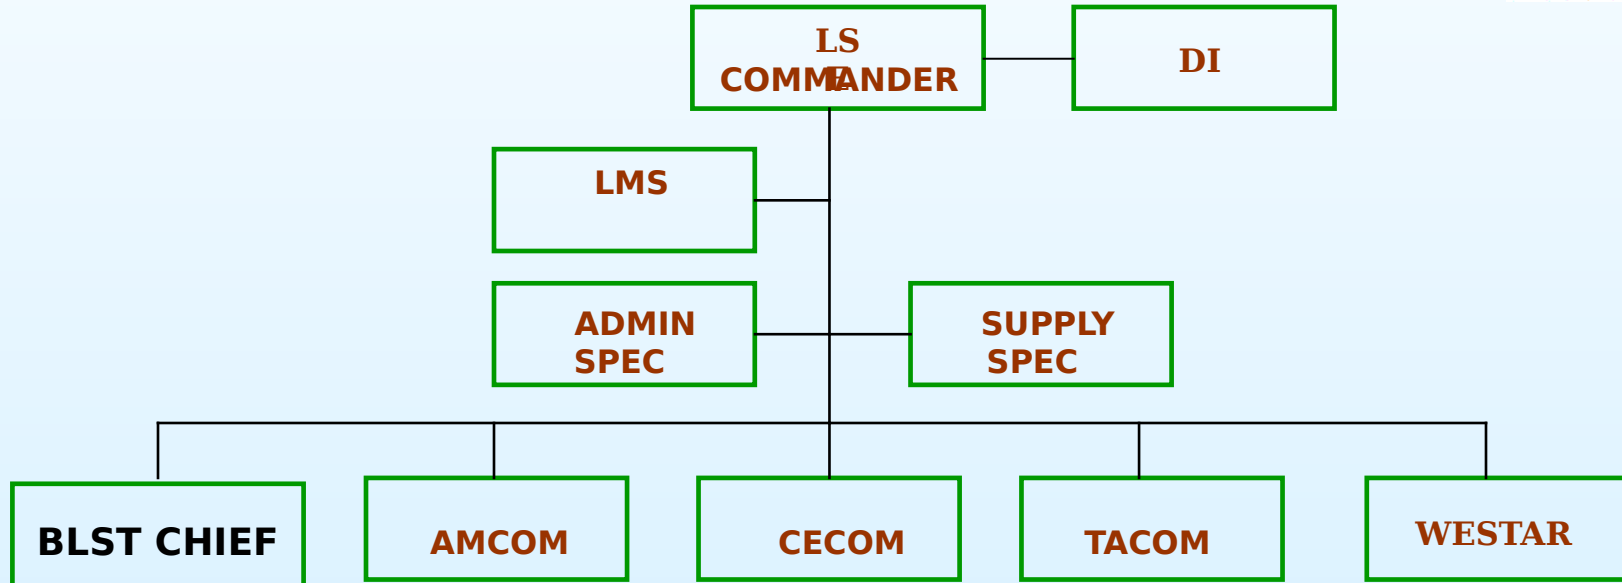 LS
E
COMMANDER
DI
LMS
ADMIN
SPEC
SUPPLY
SPEC
BLST CHIEF
AMCOM
CECOM
TACOM
WESTAR